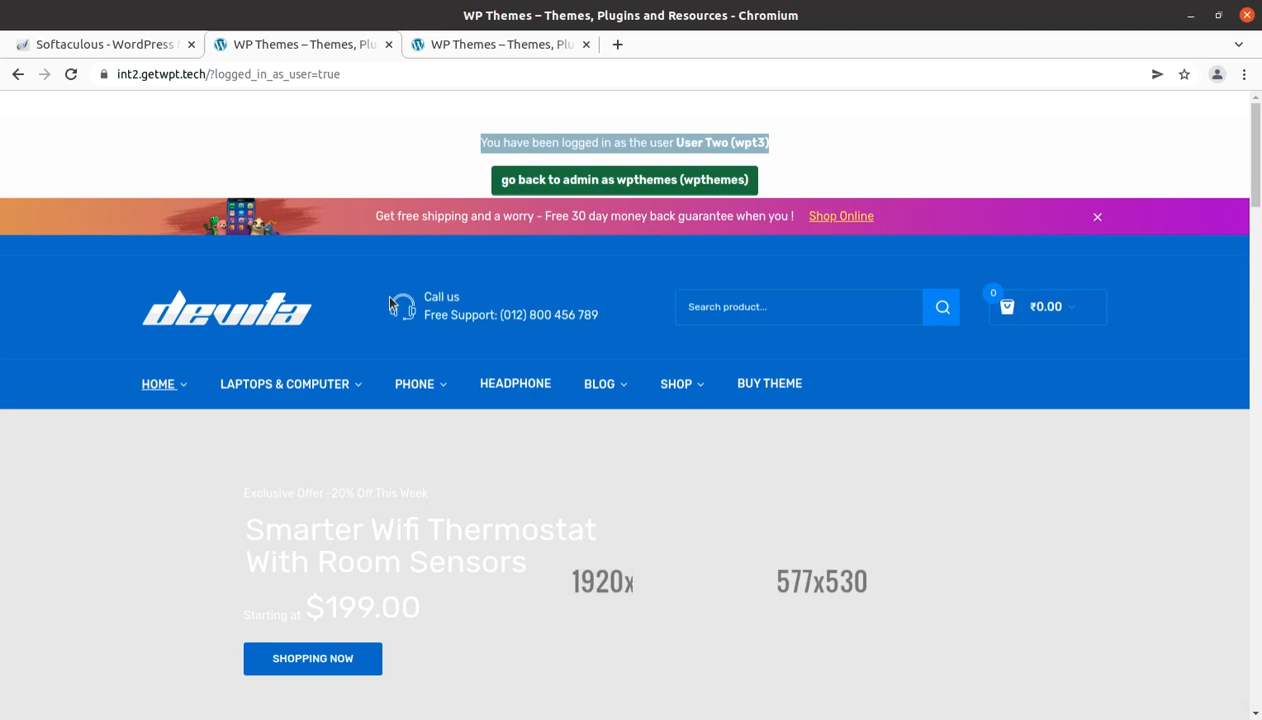 WP Themes – Themes, Plugins and Resources - Chromium
Softaculous - WordPress
WP Themes – Themes, Plu
WP Themes – Themes, Plu
int2.getwpt.tech/?logged_in_as_user=true
You have been logged in as the user User Two (wpt3)
go back to admin as wpthemes (wpthemes)
Get free shipping and a worry - Free 30 day money back guarantee when you ! Shop Online
devita
Call us
Free Support: (012) 800 456 789
Search product...
0
₹0.00
HOME
LAPTOPS & COMPUTER
PHONE
HEADPHONE
BLOG
SHOP
BUY THEME
Exclusive Offer -20% Off This Week
Smarter Wifi Thermostat
With Room Sensors
Starting at $199.00
1920x
577x530
SHOPPING NOW